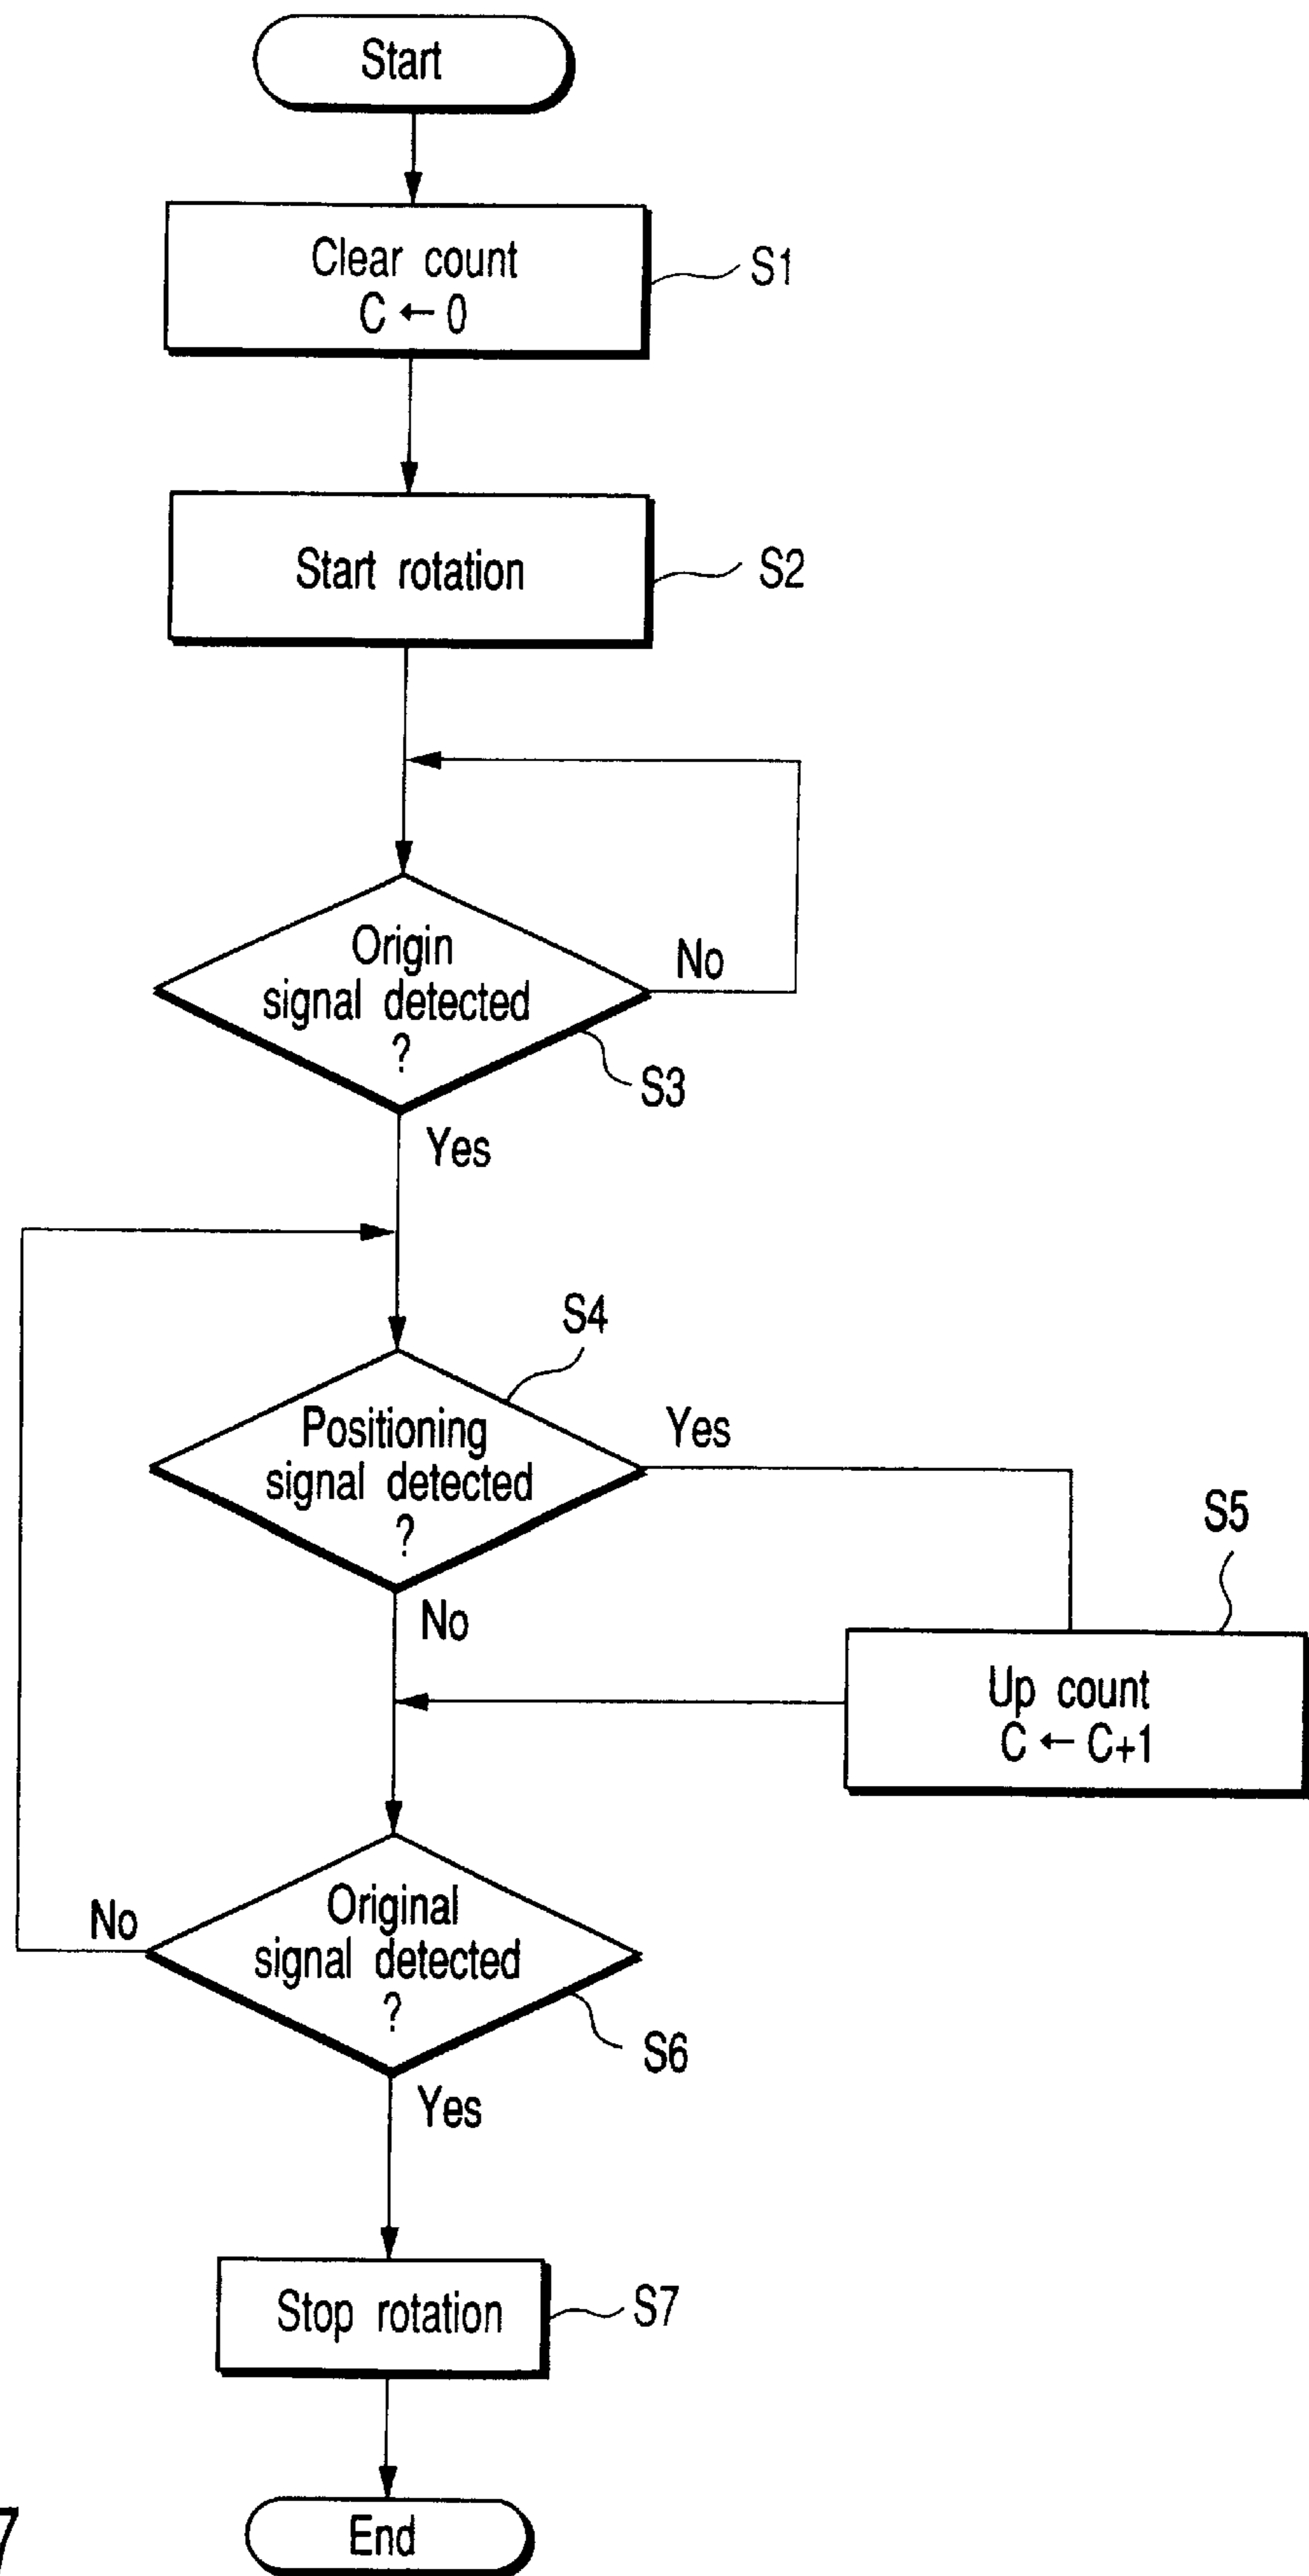 Start
Clear count
C ← 0
S1
Start rotation
S2
Origin
signal detected
?
No
S3
Yes
S4
Positioning
signal detected
?
Yes
No
S5
Up count
C ← C+1
Original
signal detected
?
No
S6
Yes
Stop rotation
S7
End
7